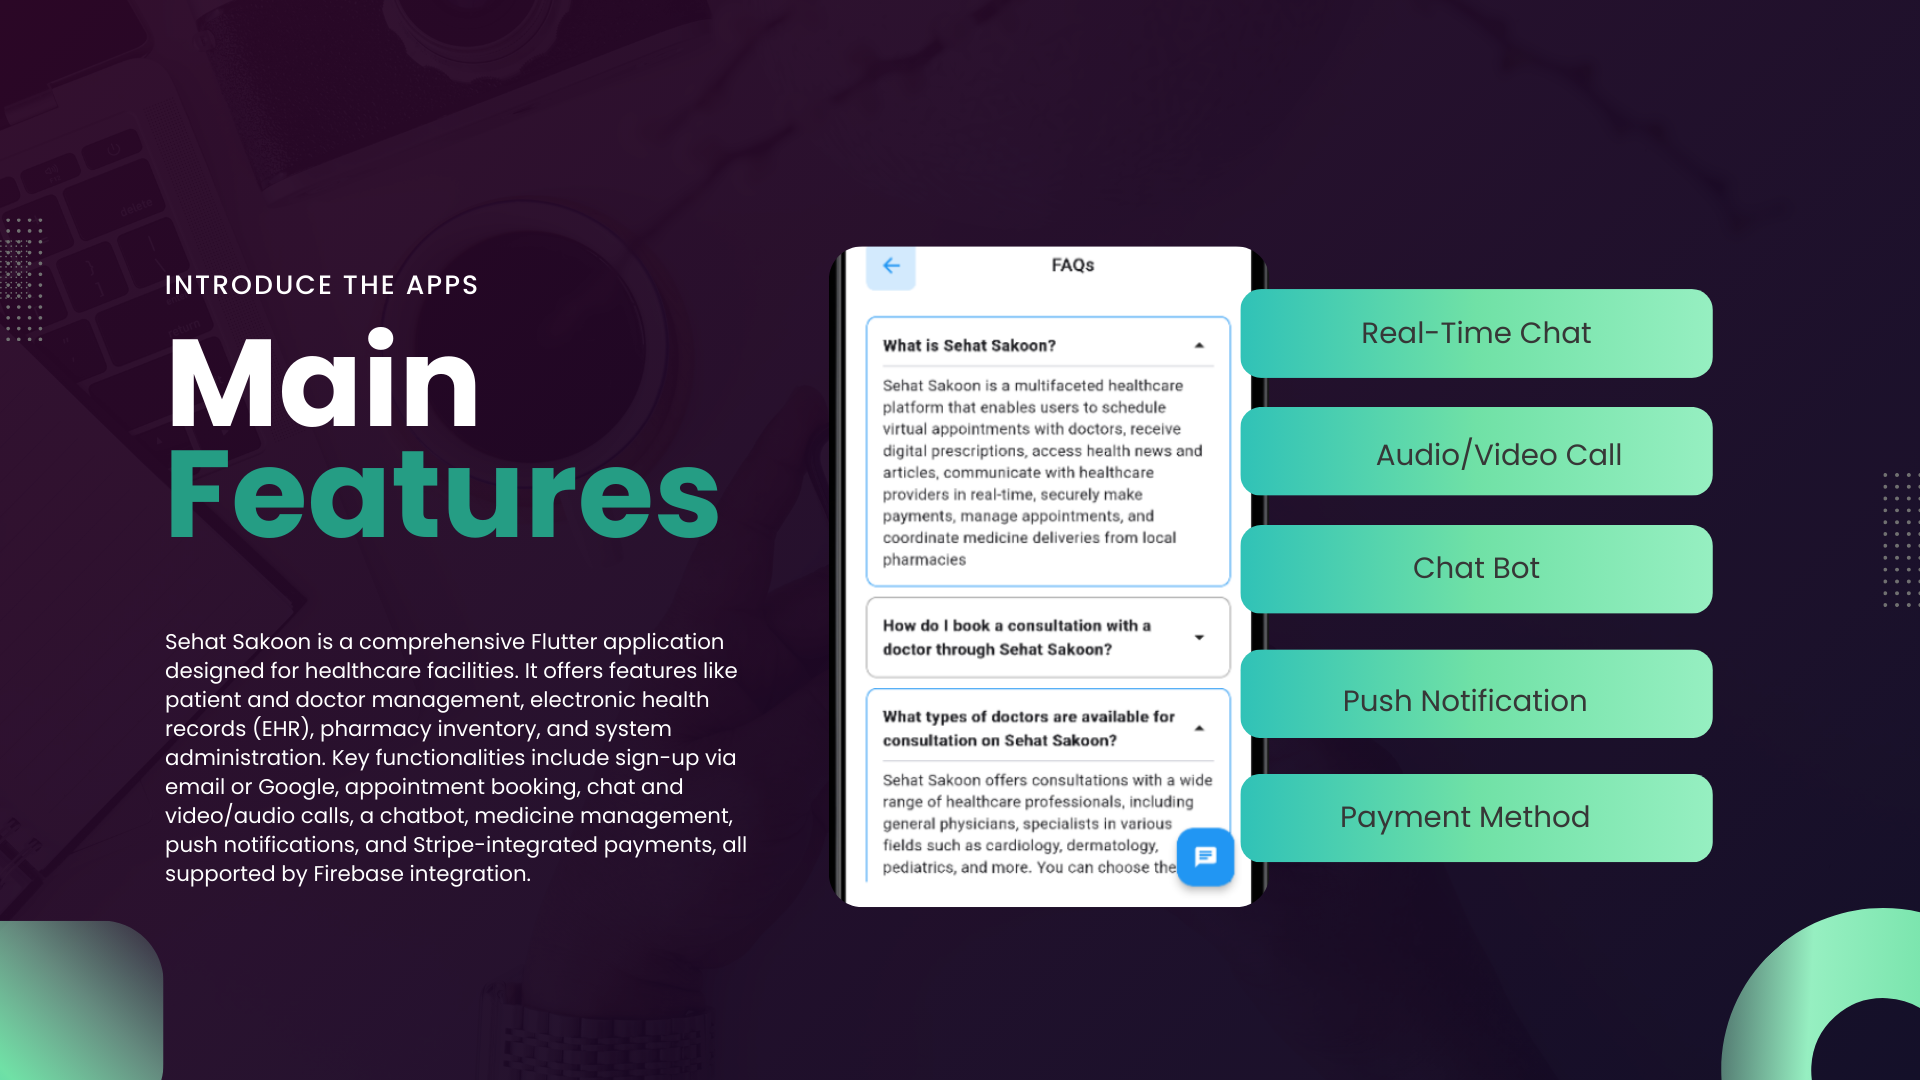 INTRODUCE THE APPS
Main
Features
Sehat Sakoon is a comprehensive Flutter application
designed for healthcare facilities. It offers features like
patient and doctor management, electronic health
records (EHR), pharmacy inventory, and system
administration. Key functionalities include sign-up via
email or Google, appointment booking, chat and
video/audio calls, a chatbot, medicine management,
push notifications, and Stripe-integrated payments, all
supported by Firebase integration.
FAQs
What is Sehat Sakoon?
Sehat Sakoon is a multifaceted healthcare
platform that enables users to schedule
virtual appointments with doctors, receive
digital prescriptions, access health news and
articles, communicate with healthcare
providers in real-time, securely make
payments, manage appointments, and
coordinate medicine deliveries from local
pharmacies
How do I book a consultation with a
doctor through Sehat Sakoon?
What types of doctors are available for
consultation on Sehat Sakoon?
Sehat Sakoon offers consultations with a wide
range of healthcare professionals, including
general physicians, specialists in various
fields such as cardiology, dermatology,
pediatrics, and more. You can choose the
Real-Time Chat
Audio/Video Call
Chat Bot
Push Notification
Payment Method
delete
return